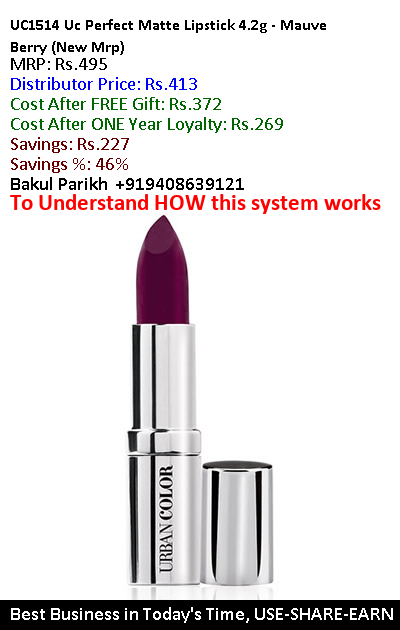 UC1514 Uc Perfect Matte Lipstick 4.2g - Mauve
Berry (New Mrp)
MRP: Rs.495
Distributor Price: Rs.413
Cost After FREE Gift: Rs.372
Cost After ONE Year Loyalty: Rs.269
Savings: Rs.227
Savings %: 46%
Bakul Parikh +919408639121
To Understand HOW this system works
URBAN COLOR
Best Business in Today's Time, USE-SHARE-EARN